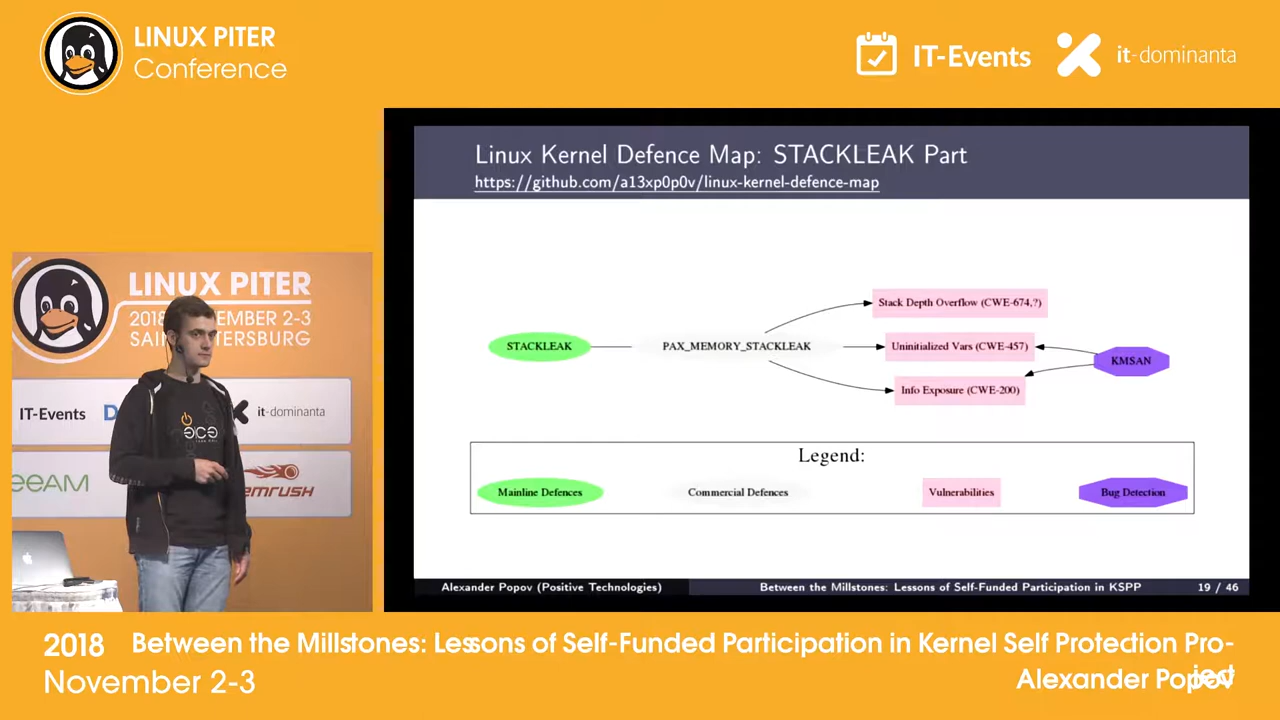 LINUX PITER
Conference
IT-Events
it-dominanta
Linux Kernel Defence Map: STACKLEAK Part
https://github.com/a13xp0p0v/linux-kernel-defence-map
STACKLEAK
PAX_MEMORY_STACKLEAK
Stack Depth Overflow (CWE-674,?)
Uninitialized Vars (CWE-457)
Info Exposure (CWE-200)
KMSAN
Legend:
Mainline Defences
Commercial Defences
Vulnerabilities
Bug Detection
Alexander Popov (Positive Technologies)
Between the Millstones: Lessons of Self-Funded Participation in KSPP
19 / 46
LINUX PITER
IT-Events
it-dominanta
2018
November 2-3
Between the Millstones: Lessons of Self-Funded Participation in Kernel Self Protection Pro-
ject
Alexander Popov